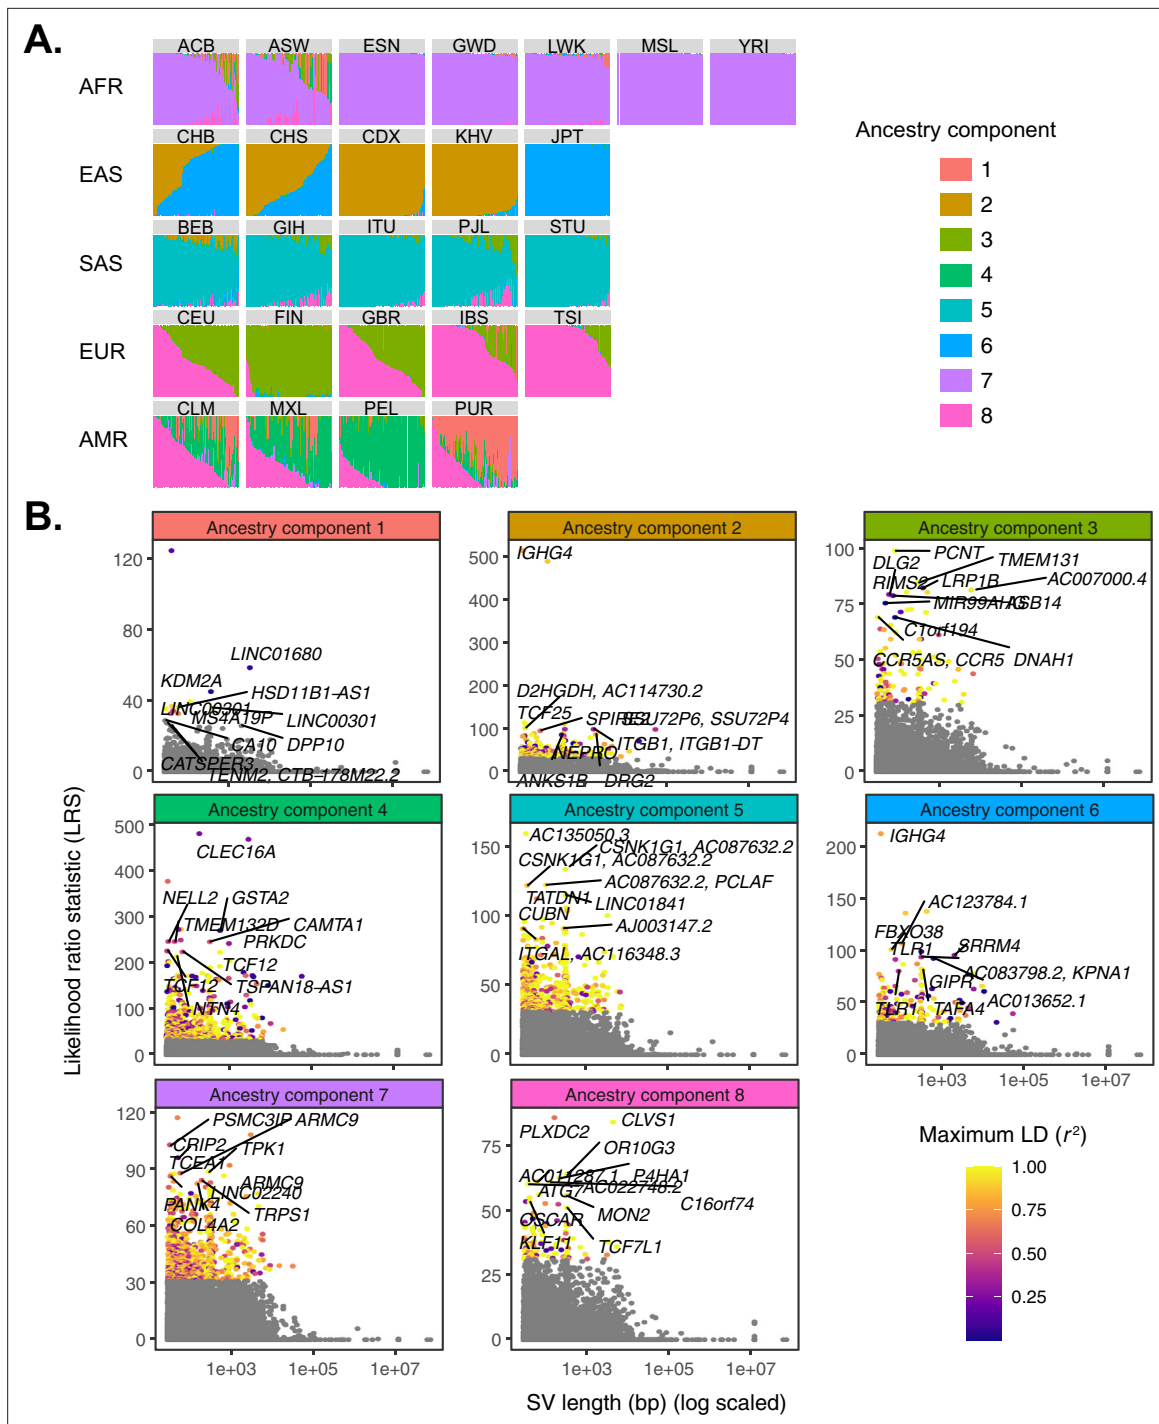 A.
ACB ASW ESN GWD LWK MSL YRI
AFR
CHB CHS CDX KHV JPT
EAS
BEB GIH ITU PJL STU
SAS
CEU FIN GBR IBS TSI
EUR
CLM MXL PEL PUR
AMR
Ancestry component
1
2
3
4
5
6
7
8
B.
Likelihood ratio statistic (LRS)
Ancestry component 1
120
80
40
0
LINC01680
KDM2A
HSD11B1-AS1
LINC00301
MS4A19P
LINC00301
CA10
DPP10
CATSPER3
TENM2, CTB-178M22.2
Ancestry component 2
500
400
300
200
100
0
IGHG4
D2HGDH, AC114730.2
TCF25
SPIRE2
SSU72P6, SSU72P4
ITGB1, ITGB1-DT
NEPRO
ANKS1B
DRG2
Ancestry component 3
100
75
50
25
0
PCNT
DLG2
TMEM131
RIMS2
LRP1B
AC007000.4
MIR99AHG
ASB14
C1orf194
CCR5AS, CCR5
DNAH1
Ancestry component 4
500
400
300
200
100
0
CLEC16A
NELL2
GSTA2
TMEM132D
CAMTA1
PRKDC
TCF12
TCF12
TSPAN18-AS1
NTN4
Ancestry component 5
150
100
50
0
AC135050.3
CSNK1G1, AC087632.2
CSNK1G1, AC087632.2
AC087632.2, PCLAF
TATDN1
LINC01841
CUBN
AJ003147.2
ITGAL, AC116348.3
Ancestry component 6
200
150
100
50
0
IGHG4
AC123784.1
FBXO38
TLR1
SRRM4
AC083798.2, KPNA1
GIPR
AC013652.1
TLR1
TAFA4
1e+03 1e+05 1e+07
Ancestry component 7
120
90
60
30
0
PSMC3IP
ARMC9
CRIP2
TPK1
TCEA1
ARMC9
LINC02240
PANK4
TRPS1
COL4A2
1e+03 1e+05 1e+07
Ancestry component 8
75
50
25
0
CLVS1
PLXDC2
OR10G3
AC011287.1
P4HA1
ATG7
AC022748.2
C16orf74
OSCAR
MON2
KLF11
TCF7L1
1e+03 1e+05 1e+07
Maximum LD (r²)
1.00
0.75
0.50
0.25
SV length (bp) (log scaled)